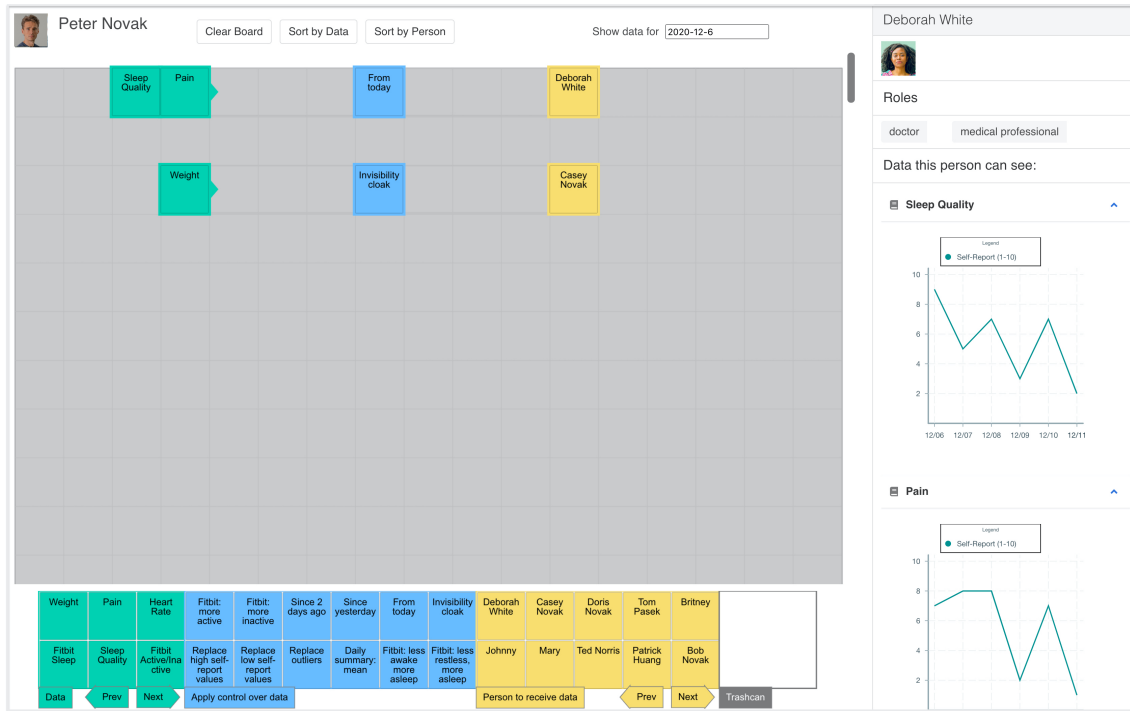 Peter Novak
Clear Board
Sort by Data
Sort by Person
Show data for 2020-12-6
Sleep
Quality
Pain
From
today
Deborah
White
Weight
Invisibility
cloak
Casey
Novak
Weight
Pain
Heart
Rate
Fitbit:
more
active
Fitbit:
more
inactive
Since 2
days ago
Since
yesterday
From
today
Invisibility
cloak
Deborah
White
Casey
Novak
Doris
Novak
Tom
Pasek
Britney
Fitbit
Sleep
Sleep
Quality
Fitbit
Active/Ina
ctive
Replace
high self-
report
values
Replace
low self-
report
values
Replace
outliers
Daily
summary:
mean
Fitbit: less
awake
more
asleep
Fitbit: less
restless,
more
asleep
Johnny
Mary
Ted Norris
Patrick
Huang
Bob
Novak
Data
Prev
Next
Apply control over data
Person to receive data
Prev
Next
Trashcan
Deborah White
Roles
doctor
medical professional
Data this person can see:
Sleep Quality
Legend
Self-Report (1-10)
10
8
6
4
2
12/06 12/07 12/08 12/09 12/10 12/11
Pain
Legend
Self-Report (1-10)
10
8
6
4
2